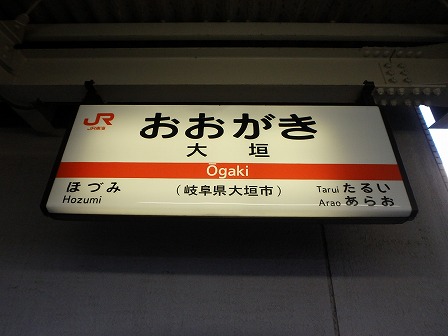 JR
JR東海
おおがき
大垣
Ōgaki
ほづみ
Hozumi
(岐阜県大垣市)
Tarui たるい
Arao あらお